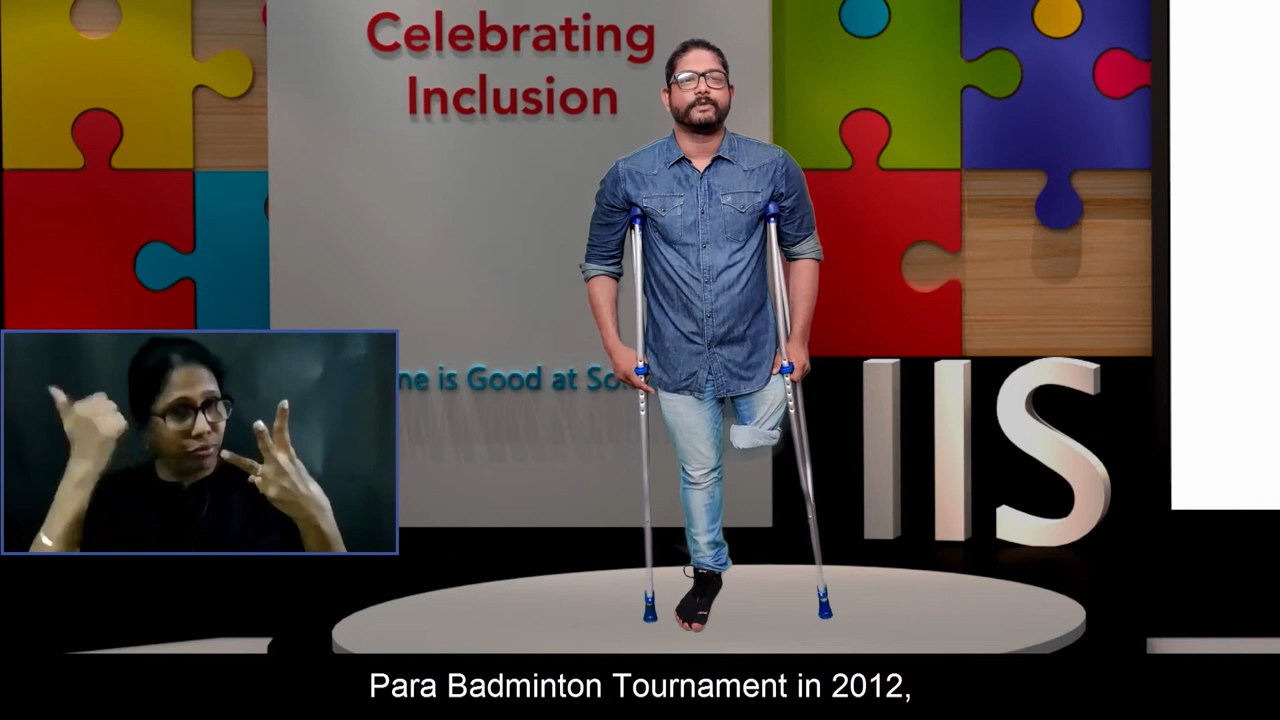 Celebrating
Inclusion
ne is Good at So
IIS
Para Badminton Tournament in 2012,